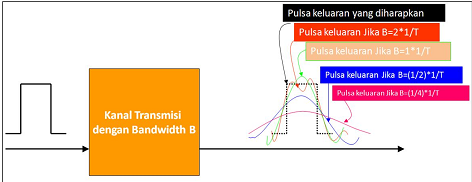 Pulsa keluaran yang diharapkan
Pulsa keluaran Jika B=2*1/T
Pulsa keluaran Jika B=1*1/T
Pulsa keluaran Jika B=(1/2)*1/T
Pulsa keluaran Jika B=(1/4)*1/T
Kanal Transmisi
dengan Bandwidth B